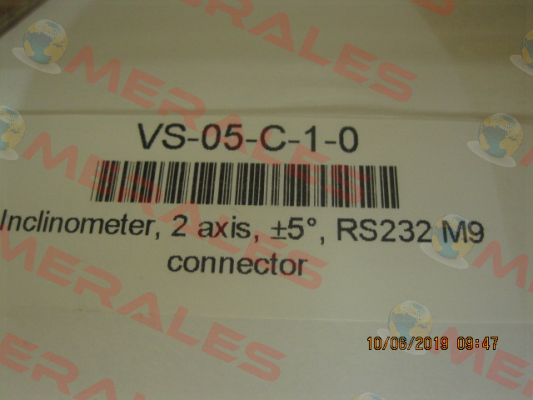 MERALES
VS-05-C-1-0
Inclinometer, 2 axis, ±5°, RS232 M9
connector
MERALES
10/06/2019 09:47
MERALES